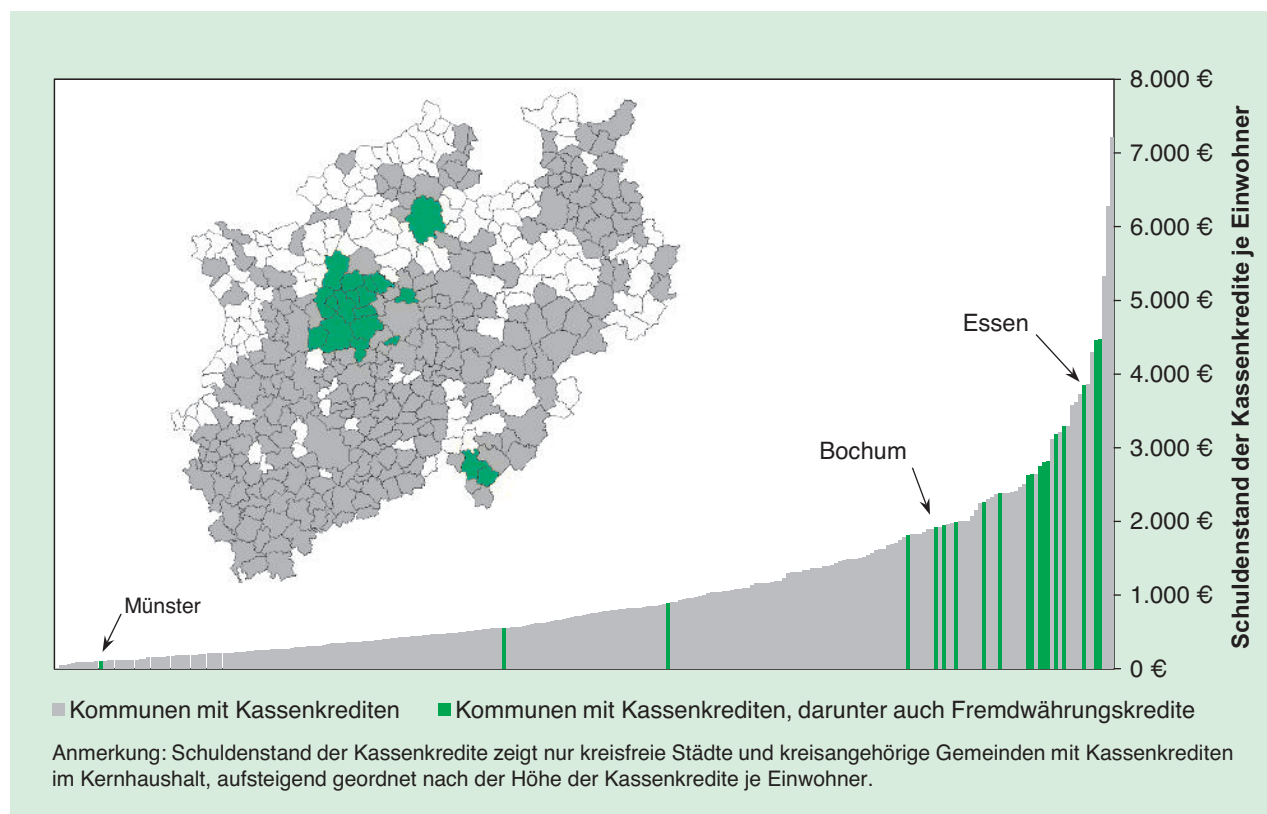 8.000 €
7.000 €
6.000 €
5.000 €
4.000 €
3.000 €
2.000 €
1.000 €
0 €
Schuldenstand der Kassenkredite je Einwohner
Essen
Bochum
Münster
Kommunen mit Kassenkrediten
Kommunen mit Kassenkrediten, darunter auch Fremdwährungskredite
Anmerkung: Schuldenstand der Kassenkredite zeigt nur kreisfreie Städte und kreisangehörige Gemeinden mit Kassenkrediten
im Kernhaushalt, aufsteigend geordnet nach der Höhe der Kassenkredite je Einwohner.